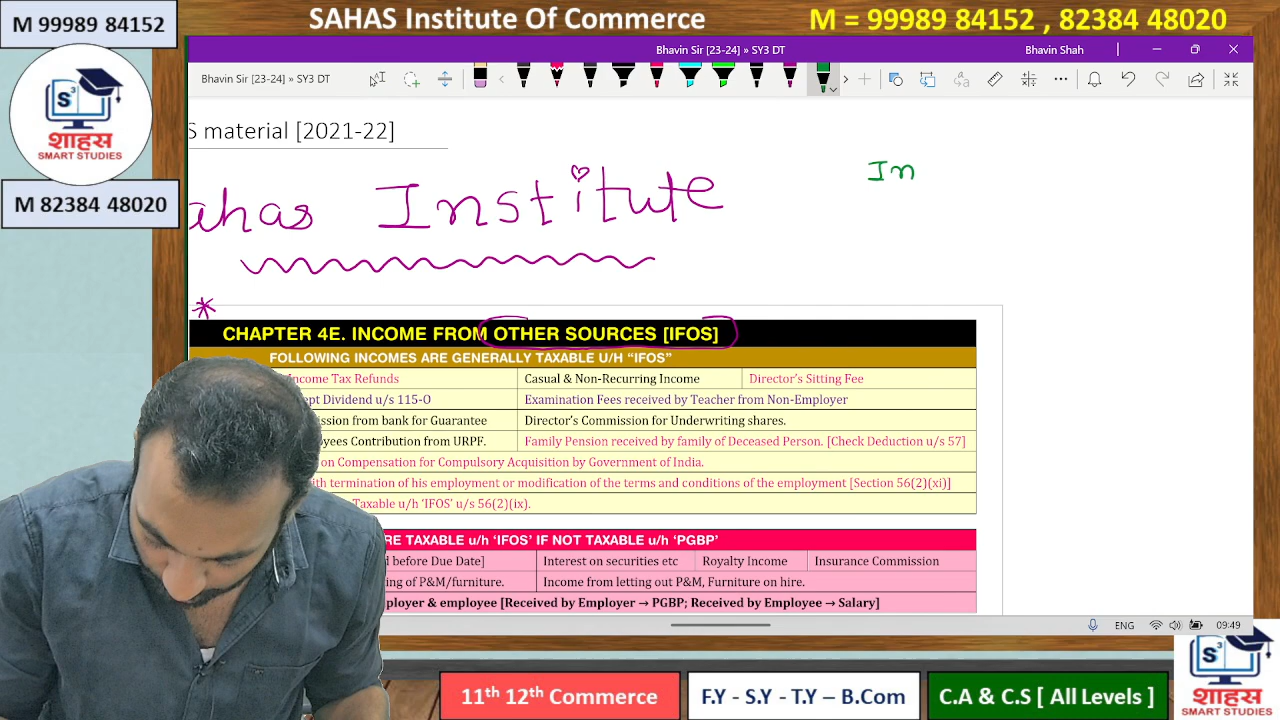 M 99989 84152
SAHAS Institute Of Commerce
M = 99989 84152 , 82384 48020
Bhavin Sir [23-24] » SY3 DT
Bhavin Shah
Bhavin Sir [23-24] » SY3 DT
S³
शाहस
SMART STUDIES
M 82384 48020
S material [2021-22]
In
ahas Institute
*
CHAPTER 4E. INCOME FROM OTHER SOURCES [IFOS]
FOLLOWING INCOMES ARE GENERALLY TAXABLE U/H “IFOS”
Income Tax Refunds Casual & Non-Recurring Income Director’s Sitting Fee
Dividend u/s 115-O Examination Fees received by Teacher from Non-Employer
ission from bank for Guarantee Director’s Commission for Underwriting shares.
oyees Contribution from URPF. Family Pension received by family of Deceased Person. [Check Deduction u/s 57]
on Compensation for Compulsory Acquisition by Government of India.
ith termination of his employment or modification of the terms and conditions of the employment [Section 56(2)(xi)]
Taxable u/h ‘IFOS’ u/s 56(2)(ix).
RE TAXABLE u/h ‘IFOS’ IF NOT TAXABLE u/h ‘PGBP’
d before Due Date] Interest on securities etc Royalty Income Insurance Commission
ing of P&M/furniture. Income from letting out P&M, Furniture on hire.
ployer & employee [Received by Employer → PGBP; Received by Employee → Salary]
ENG 09:49
S³
शाहस
SMART STUDIES
11th 12th Commerce
F.Y - S.Y - T.Y – B.Com
C.A & C.S [ All Levels ]